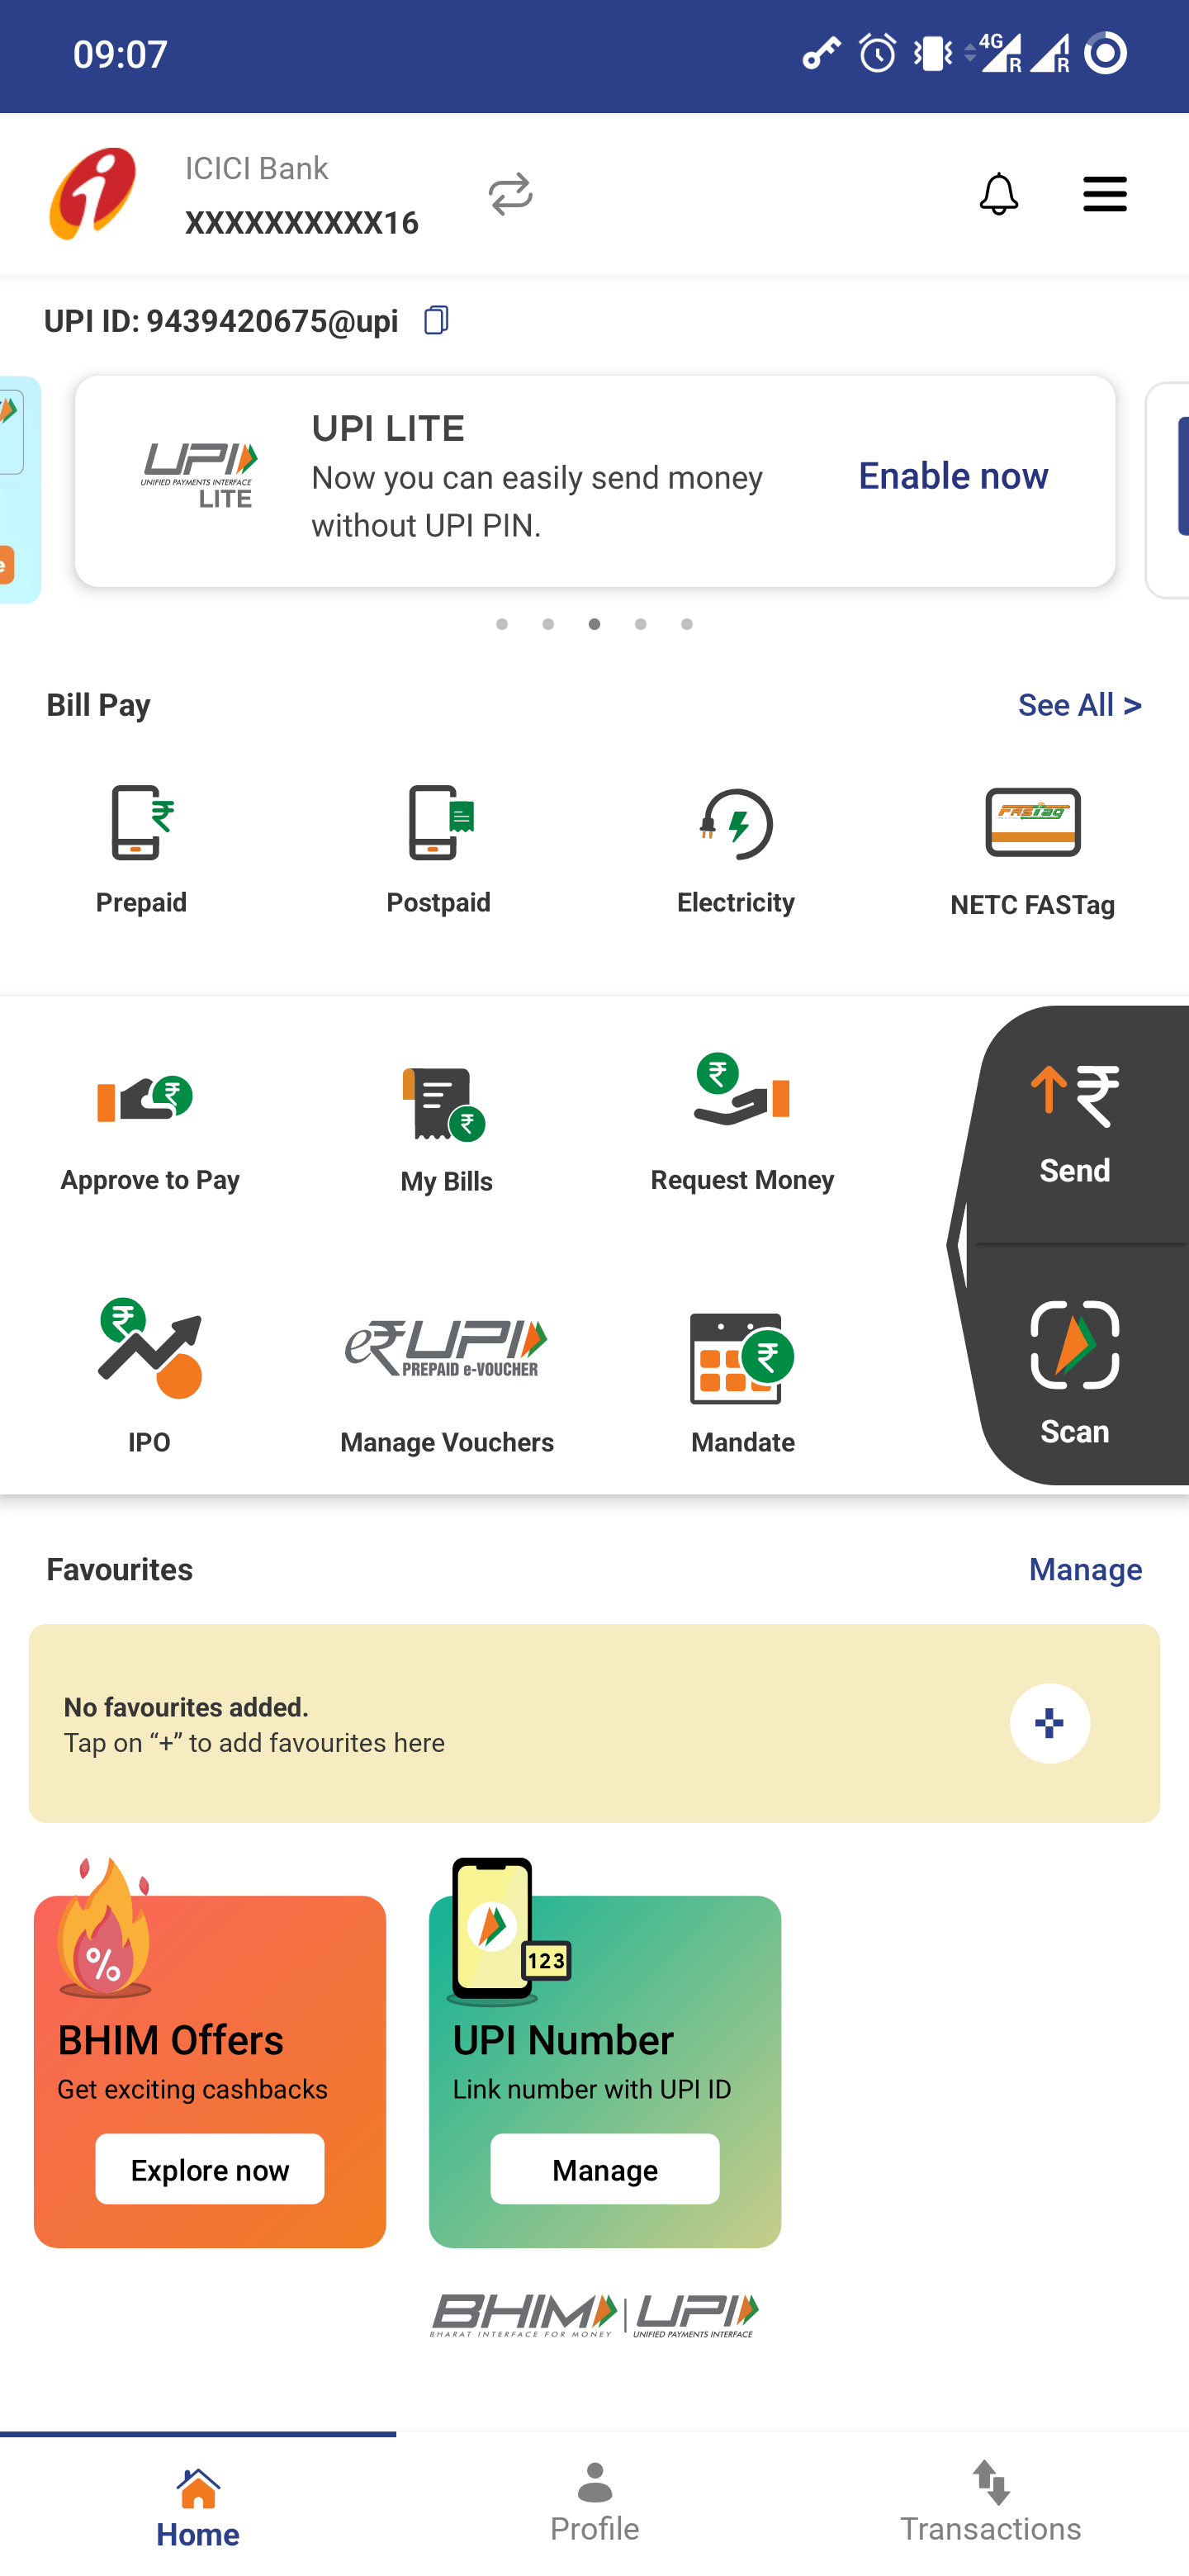 09:07
4G
R
R
ICICI Bank
XXXXXXXXXX16
UPI ID: 9439420675@upi
UPI LITE
UPI
UNIFIED PAYMENTS INTERFACE
LITE
Now you can easily send money
without UPI PIN.
Enable now
e
Bill Pay
See All >
FASTag
Prepaid
Postpaid
Electricity
NETC FASTag
₹
Send
Approve to Pay
My Bills
Request Money
e₹UPI
PREPAID e-VOUCHER
IPO
Manage Vouchers
Mandate
Scan
Favourites
Manage
No favourites added.
Tap on “+” to add favourites here
%
123
BHIM Offers
Get exciting cashbacks
Explore now
UPI Number
Link number with UPI ID
Manage
BHIM | UPI
BHARAT INTERFACE FOR MONEY UNIFIED PAYMENTS INTERFACE
Home
Profile
Transactions